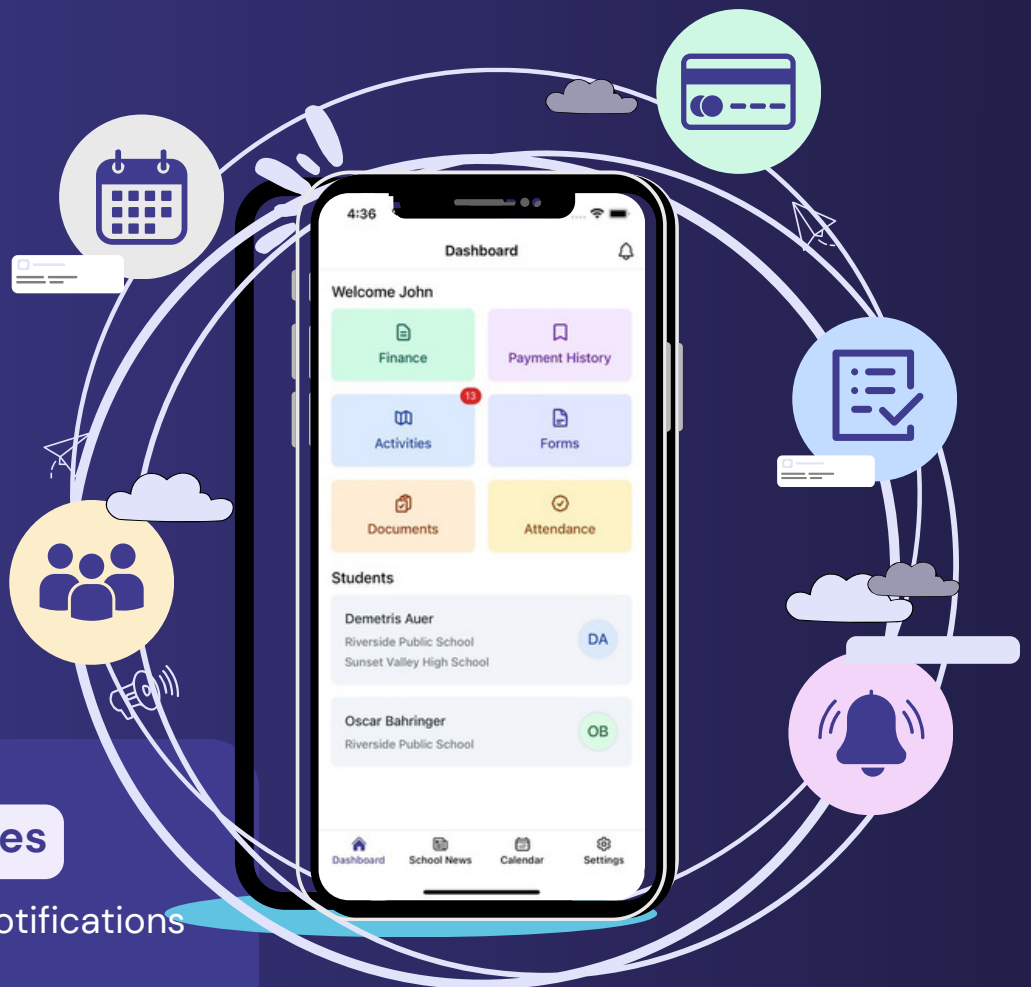 4:36
Dashboard
Welcome John
Finance
Payment History
13
Activities
Forms
Documents
Attendance
Students
Demetris Auer
Riverside Public School
Sunset Valley High School
DA
Oscar Bahringer
Riverside Public School
OB
Dashboard
School News
Calendar
Settings
es
otifications